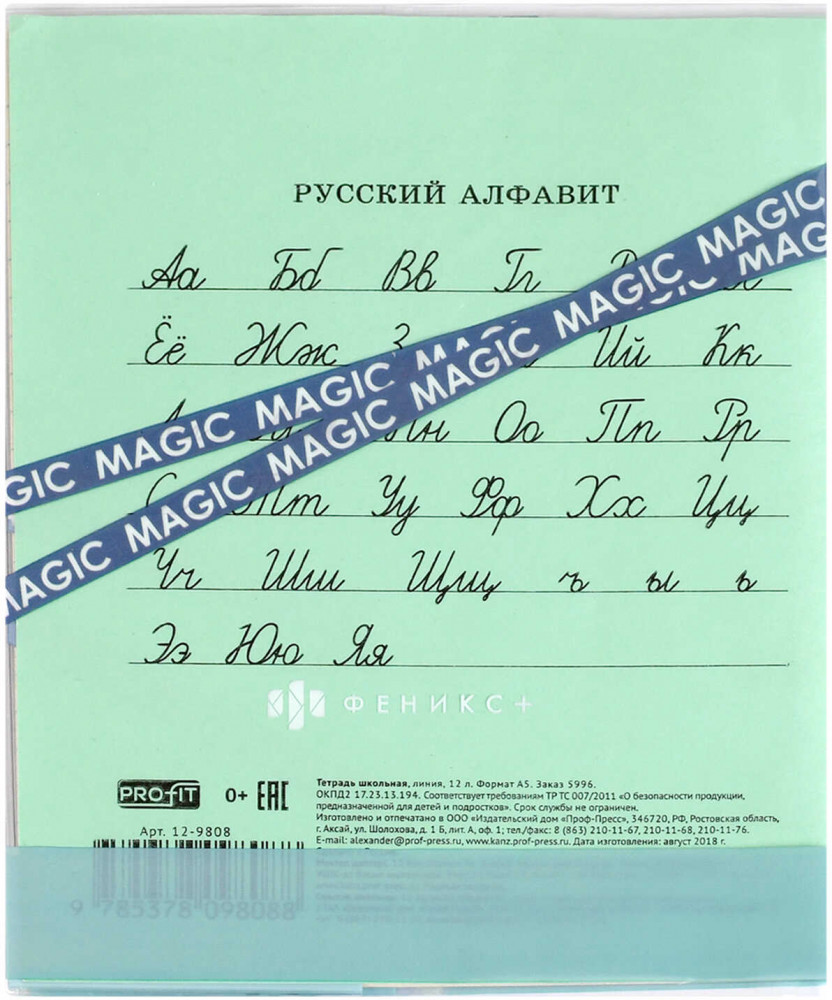 РУССКИЙ АЛФАВИТ
Аа Бб Вв Гг
Ёё Жж З Ий Кк
Нн Оо Пп Рр
С Тт Уу Фф Хх Цц
Чч Шш Щщ ъ ы ь
Ээ Юю Яя
GIC MAGIC MAGIC MAGIC MAGIC
MAGIC MAGIC MAGIC MAGIC MAGIC MAG
ФЕНИКС+
PROFIT 0+ EAC
Арт. 12-9808
Тетрадь школьная, линия, 12 л. Формат А5. Заказ 5996.
ОКПД2 17.23.13.194. Соответствует требованиям ТР ТС 007/2011 «О безопасности продукции,
предназначенной для детей и подростков». Срок службы не ограничен.
Изготовлено и отпечатано в ООО «Издательский дом «Проф-Пресс», 346720, РФ, Ростовская область,
г. Аксай, ул. Шолохова, д. 1 Б, лит. А, оф. 1; тел./факс: 8 (863) 210-11-67, 210-11-68, 210-11-76.
E-mail: alexander@prof-press.ru, www.kanz.prof-press.ru. Дата изготовления: август 2018 г.
9 785378 098088